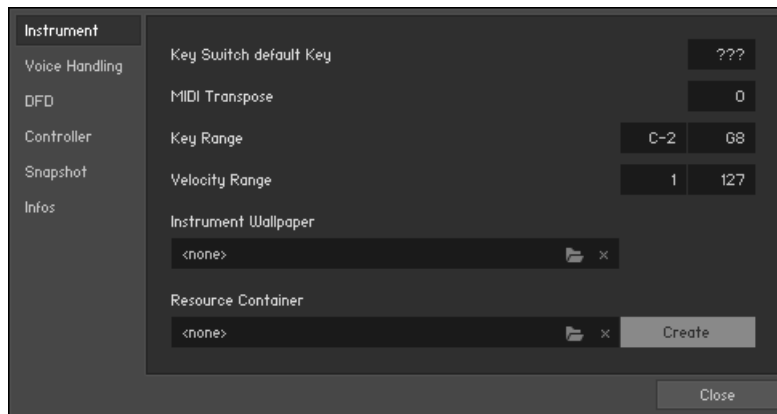 Instrument
Voice Handling
DFD
Controller
Snapshot
Infos
Key Switch default Key ???
MIDI Transpose 0
Key Range C-2 G8
Velocity Range 1 127
Instrument Wallpaper
<none>
Resource Container
<none> Create
Close